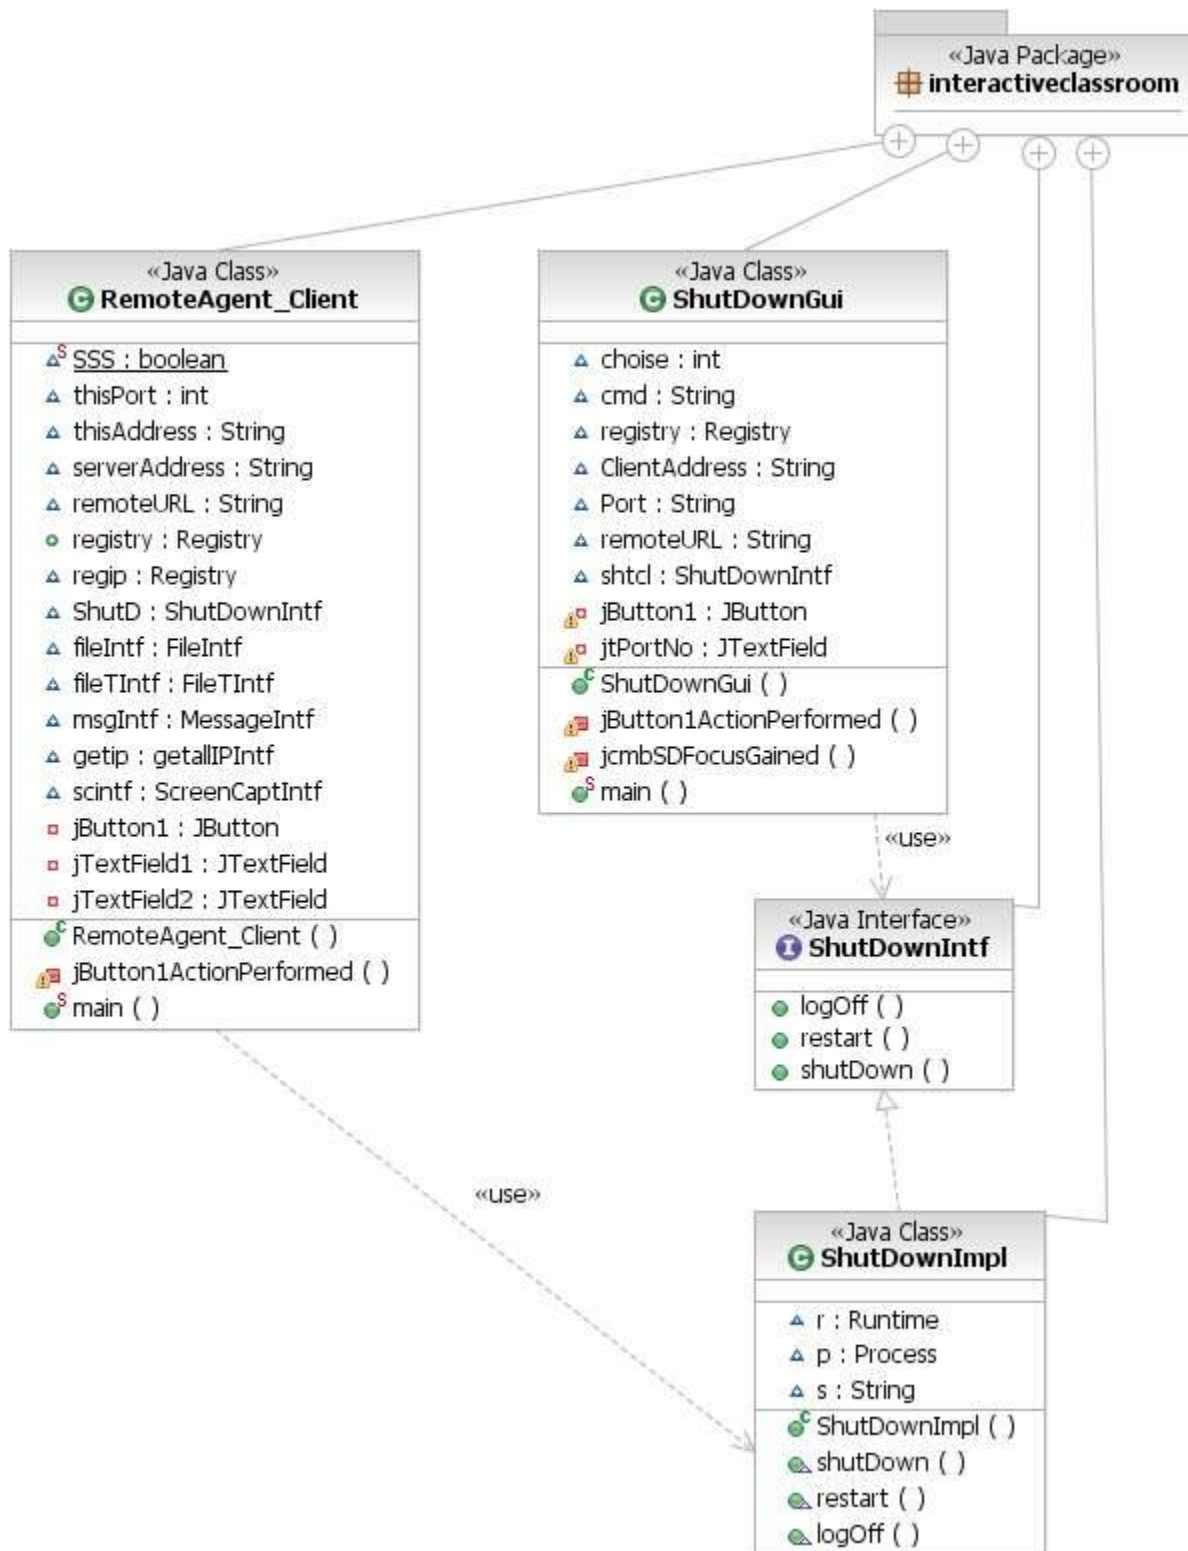 «Java Package»
interactiveclassroom
«Java Class»
RemoteAgent_Client
SSS : boolean
thisPort : int
thisAddress : String
serverAddress : String
remoteURL : String
registry : Registry
regip : Registry
ShutD : ShutDownIntf
fileIntf : FileIntf
fileTIntf : FileTIntf
msgIntf : MessageIntf
getip : getallIPIntf
scintf : ScreenCaptIntf
jButton1 : JButton
jTextField1 : JTextField
jTextField2 : JTextField
RemoteAgent_Client ( )
jButton1ActionPerformed ( )
main ( )
«Java Class»
ShutDownGui
choise : int
cmd : String
registry : Registry
ClientAddress : String
Port : String
remoteURL : String
shtcl : ShutDownIntf
jButton1 : JButton
jtPortNo : JTextField
ShutDownGui ( )
jButton1ActionPerformed ( )
jcmbSDFocusGained ( )
main ( )
«use»
«Java Interface»
ShutDownIntf
logOff ( )
restart ( )
shutDown ( )
«use»
«Java Class»
ShutDownImpl
r : Runtime
p : Process
s : String
ShutDownImpl ( )
shutDown ( )
restart ( )
logOff ( )